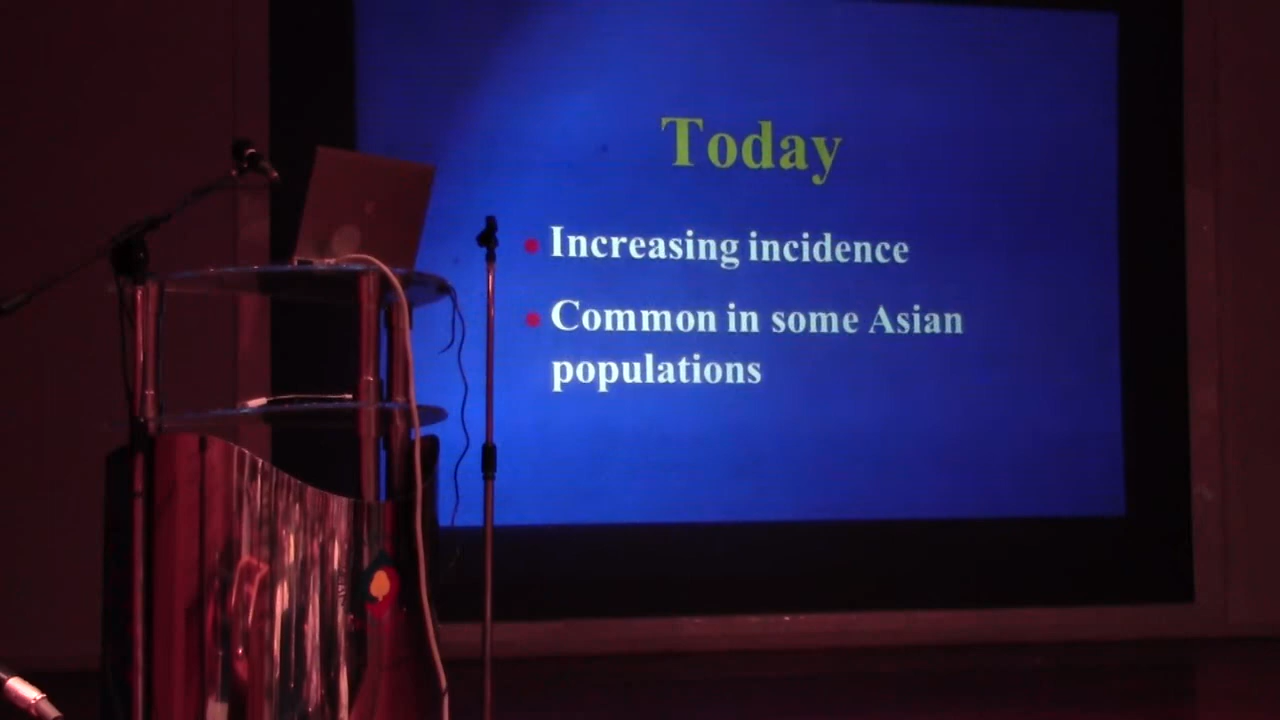 Today
Increasing incidence
Common in some Asian
populations